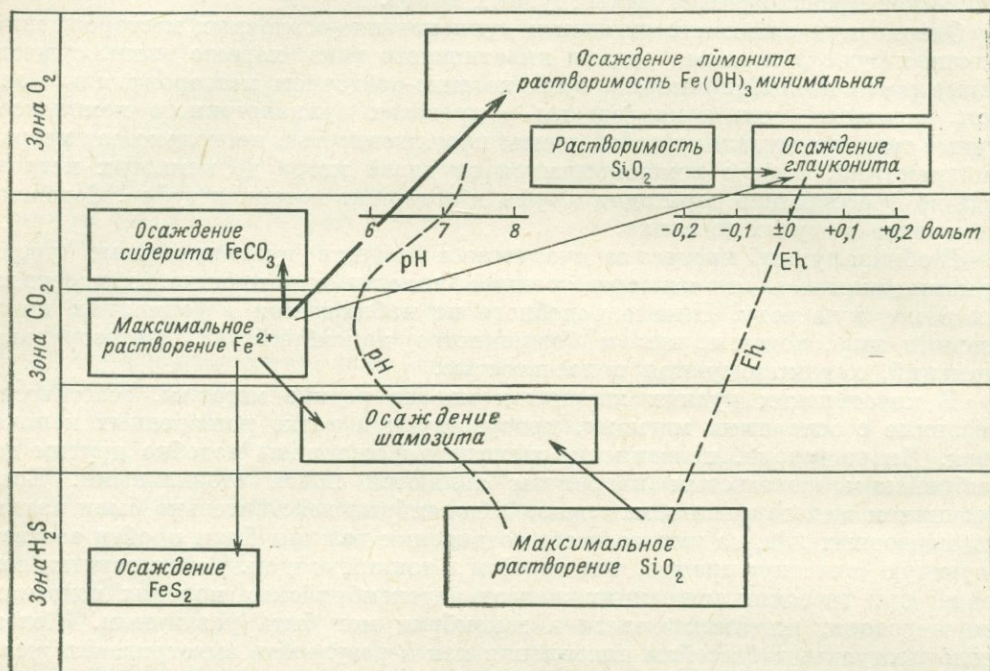 Зона O₂
Осаждение лимонита
растворимость Fe(OH)₃ минимальная
Растворимость
SiO₂
Осаждение
глауконита
Зона CO₂
Осаждение
сидерита FeCO₃
6 7 8
-0,2 -0,1 ±0 +0,1 +0,2 вольт
pH
Eh
Максимальное
растворение Fe²⁺
pH
Eh
Осаждение
шамозита
Зона H₂S
Осаждение
FeS₂
Максимальное
растворение SiO₂